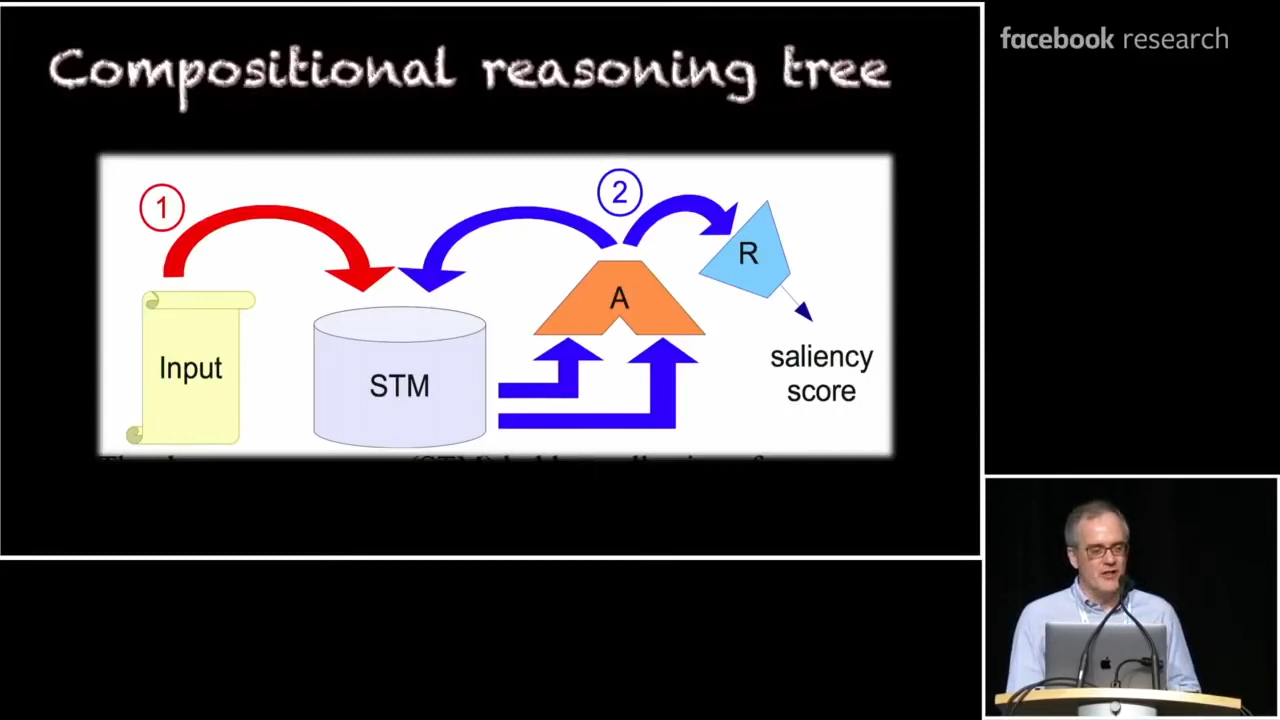 Compositional reasoning tree
facebook research
1
2
R
A
Input
STM
saliency
score